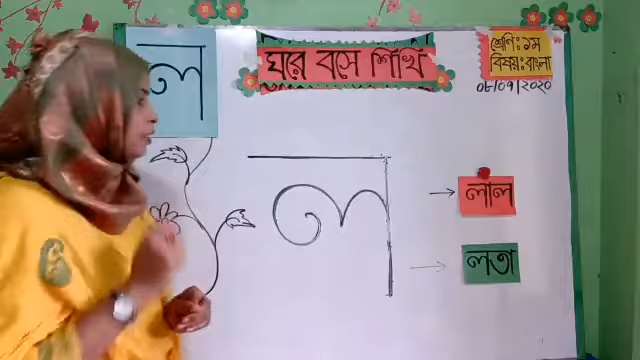 ল
ঘরে বসে শিখি
শ্রেণি: ১ম
বিষয়: বাংলা
০৮/০৭/২০২০
ল
লাল
লতা